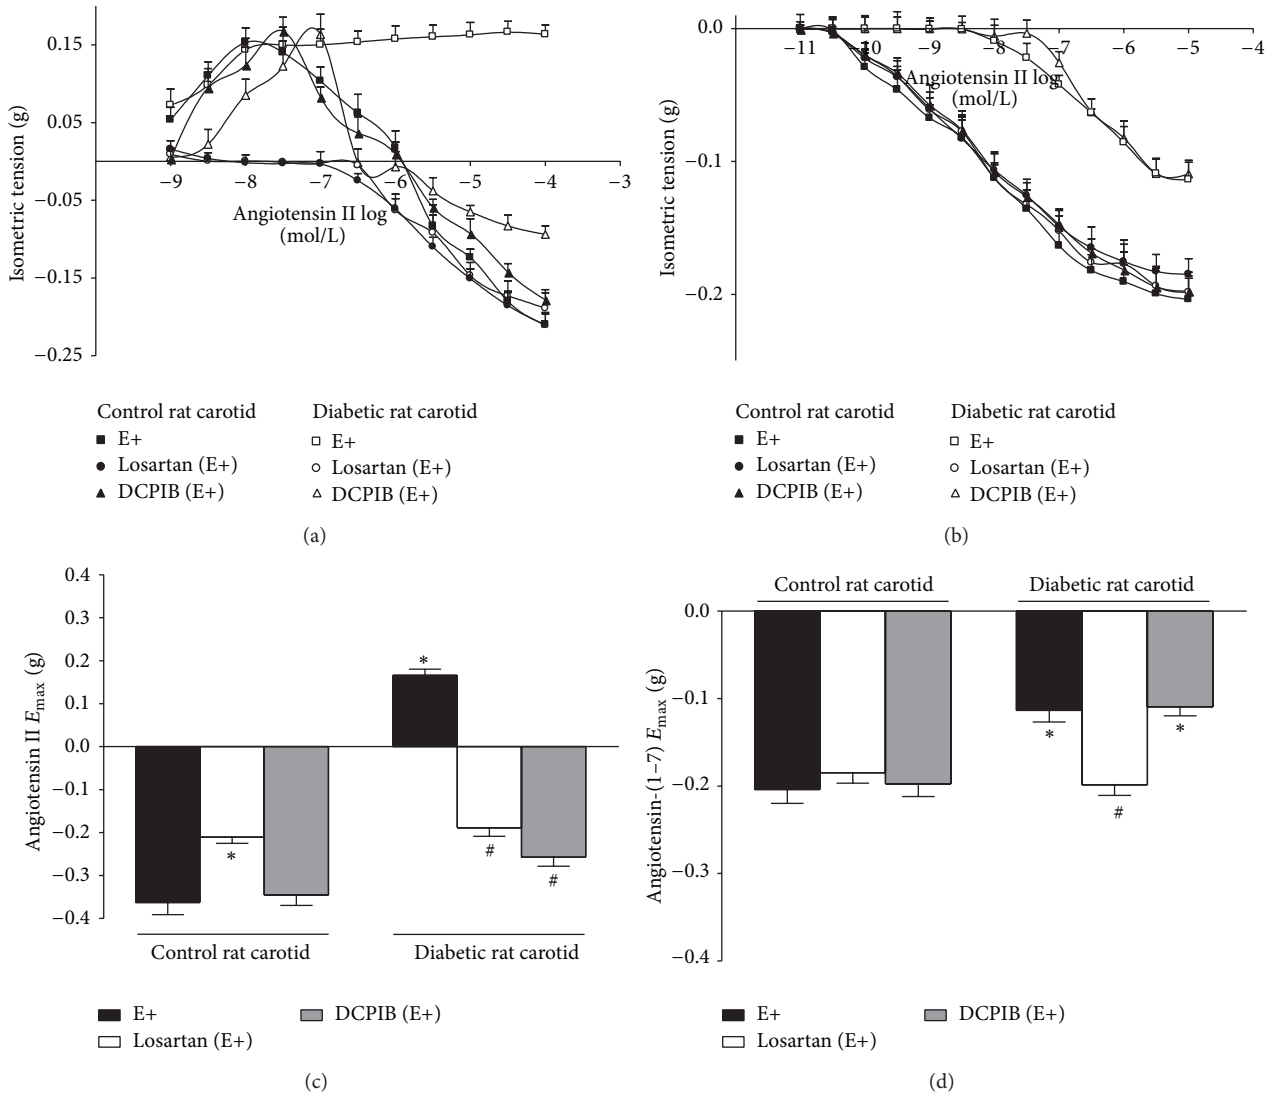 0.15
0.05
−0.05
−0.15
−0.25
Isometric tension (g)
−9 −8 −7 −6 −5 −4 −3
Angiotensin II log
(mol/L)
Control rat carotid
E+
Losartan (E+)
DCPIB (E+)
Diabetic rat carotid
E+
Losartan (E+)
DCPIB (E+)
(a)
0.0
−0.1
−0.2
Isometric tension (g)
−11 −10 −9 −8 −7 −6 −5 −4
Angiotensin II log
(mol/L)
Control rat carotid
E+
Losartan (E+)
DCPIB (E+)
Diabetic rat carotid
E+
Losartan (E+)
DCPIB (E+)
(b)
0.4
0.3
0.2
0.1
0.0
−0.1
−0.2
−0.3
−0.4
Angiotensin II Emax (g)
*
*
#
#
Control rat carotid
Diabetic rat carotid
E+
Losartan (E+)
DCPIB (E+)
(c)
Control rat carotid
Diabetic rat carotid
0.0
−0.1
−0.2
−0.3
−0.4
Angiotensin-(1–7) Emax (g)
*
#
*
E+
Losartan (E+)
DCPIB (E+)
(d)